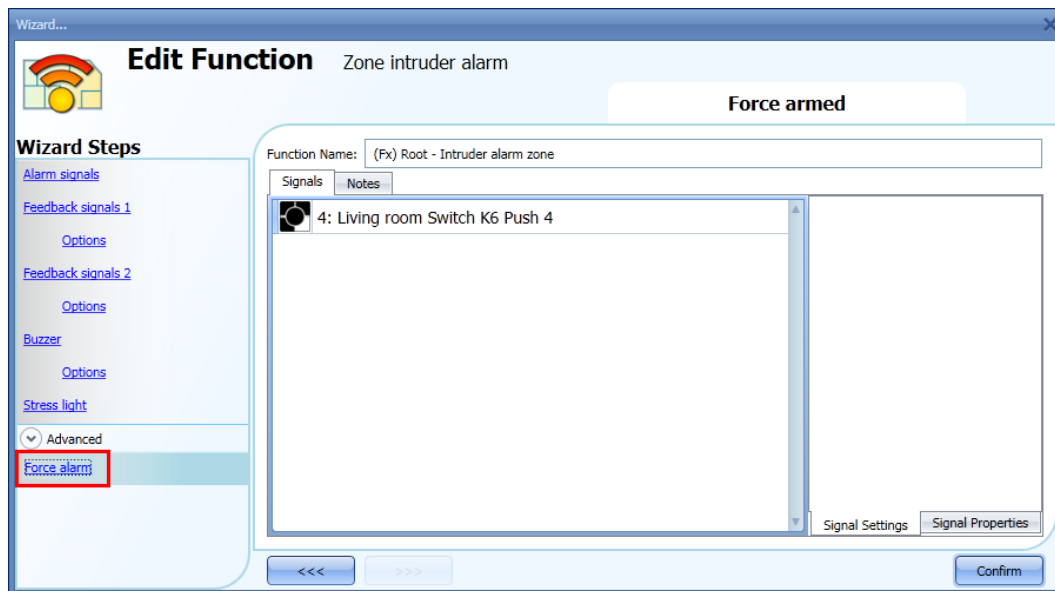 Wizard...
Edit Function Zone intruder alarm
Force armed
Wizard Steps
Alarm signals
Feedback signals 1
Options
Feedback signals 2
Options
Buzzer
Options
Stress light
Advanced
Force alarm
Function Name: (Fx) Root - Intruder alarm zone
Signals Notes
4: Living room Switch K6 Push 4
Signal Settings Signal Properties
<<< >>> Confirm